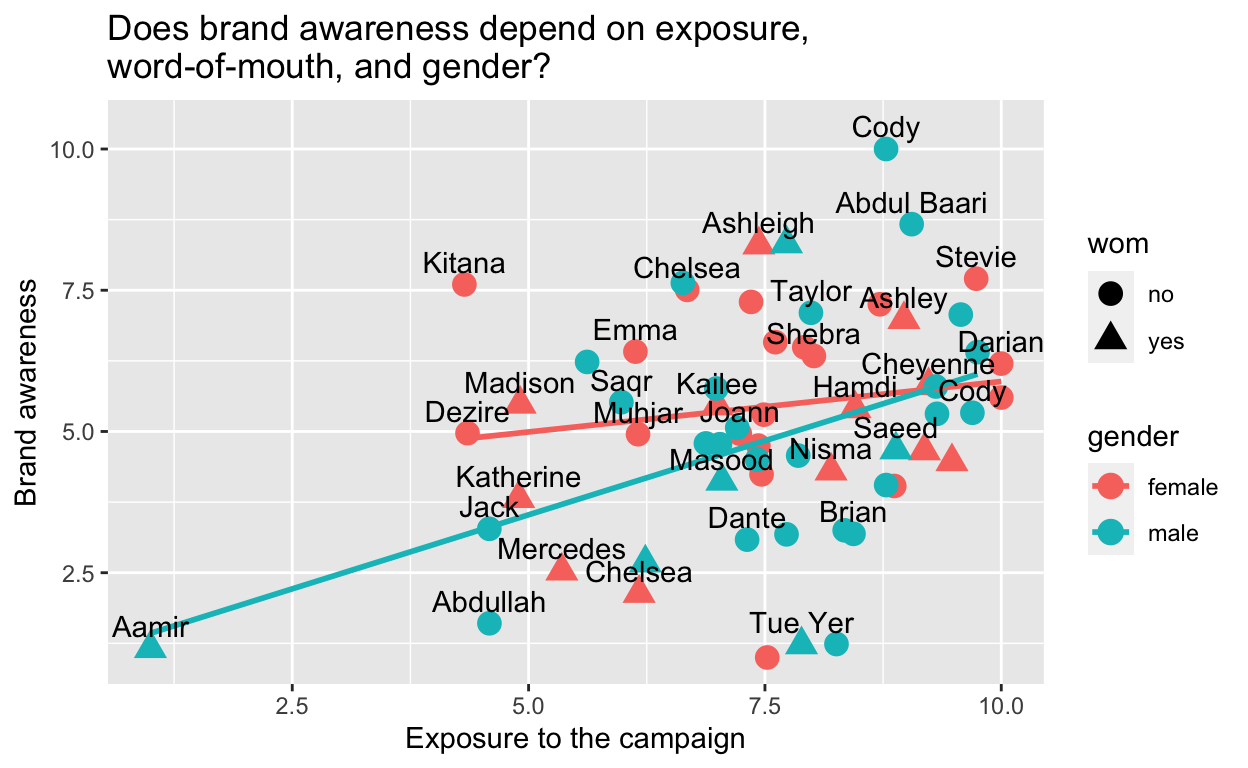 Does brand awareness depend on exposure,
word-of-mouth, and gender?
Brand awareness
10.0
7.5
5.0
2.5
Cody
Abdul Baari
Ashleigh
Stevie
Kitana
Chelsea
Taylor
Ashley
Emma
Shebra
Darian
Cheyenne
Madison
Saqr
Kailee
Hamdi
Cody
Dezire
Muhjar
Joann
Saeed
Nisma
Masood
Katherine
Jack
Dante
Brian
Mercedes
Chelsea
Abdullah
Aamir
Tue Yer
2.5
5.0
7.5
10.0
Exposure to the campaign
wom
no
yes
gender
female
male